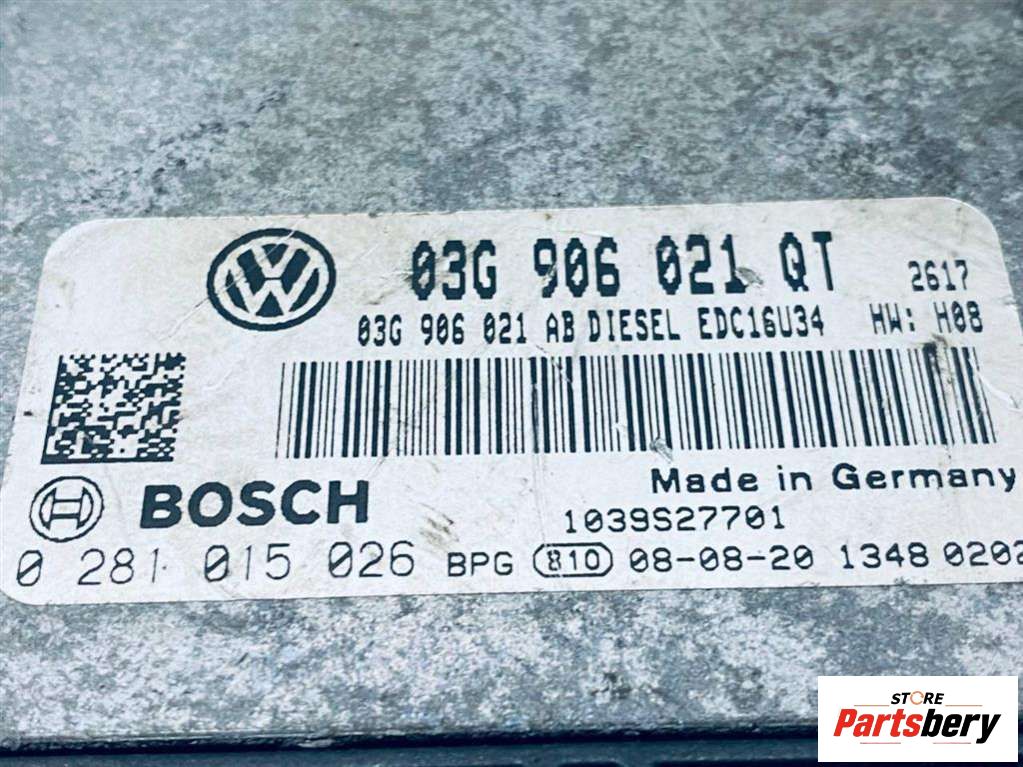 03G 906 021 QT 2617
03G 906 021 AB DIESEL EDC16U34 HW: H08
Made in Germany
BOSCH
1039S27701
0 281 015 026 BPG 810 08-08-20 1348 0202
STORE
Partsbery